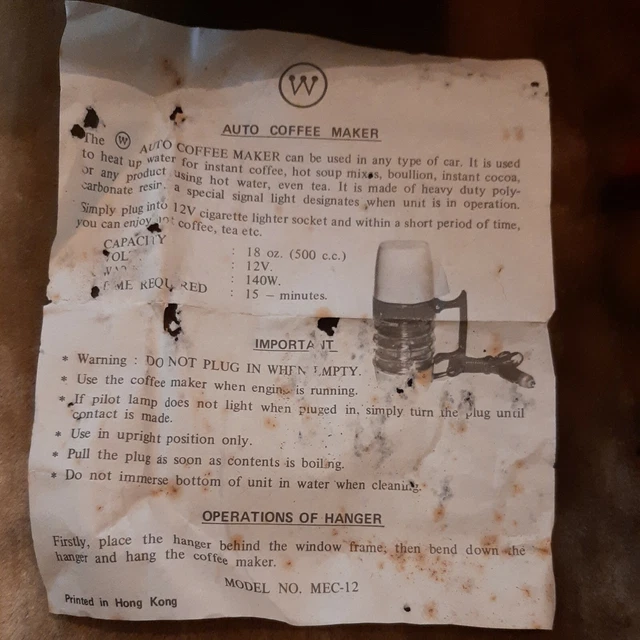 W
AUTO COFFEE MAKER
The W AUTO COFFEE MAKER can be used in any type of car. It is used
to heat up water for instant coffee, hot soup mixes, boullion, instant cocoa,
or any product using hot water, even tea. It is made of heavy duty poly-
carbonate resin. a special signal light designates when unit is in operation.
Simply plug into 12V cigarette lighter socket and within a short period of time,
you can enjoy hot coffee, tea etc.
CAPACITY : 18 oz. (500 c.c.)
: 12V.
: 140W.
TIME REQUIRED : 15 – minutes.
IMPORTANT
* Warning : DO NOT PLUG IN WHEN EMPTY.
* Use the coffee maker when engine is running.
* If pilot lamp does not light when plugged in, simply turn the plug until
contact is made.
* Use in upright position only.
* Pull the plug as soon as contents is boiling.
* Do not immerse bottom of unit in water when cleaning.
OPERATIONS OF HANGER
Firstly, place the hanger behind the window frame, then bend down the
hanger and hang the coffee maker.
MODEL NO. MEC-12
Printed in Hong Kong